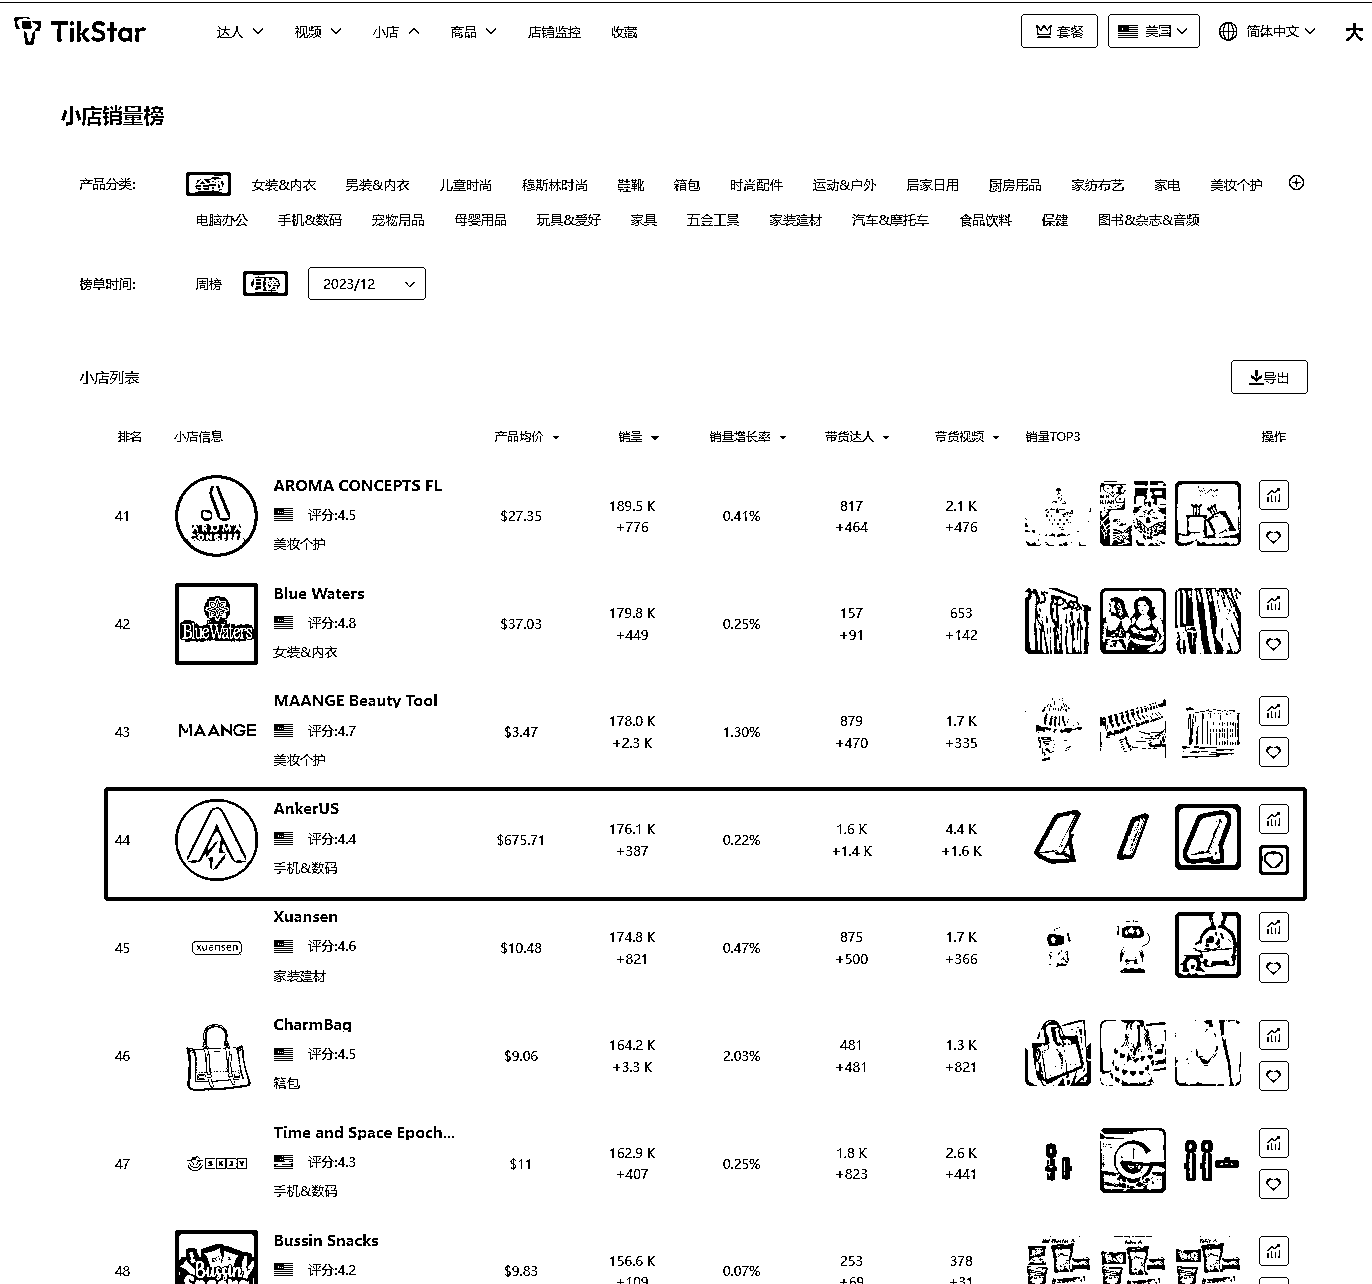 TikStar 达人 视频 小店 商品 店铺监控 收藏 套餐 美国 简体中文 大
小店销量榜
产品分类: 全部 女装&内衣 男装&内衣 儿童时尚 穆斯林时尚 鞋靴 箱包 时尚配件 运动&户外 居家日用 厨房用品 家纺布艺 家电 美妆个护
电脑办公 手机&数码 宠物用品 母婴用品 玩具&爱好 家具 五金工具 家装建材 汽车&摩托车 食品饮料 保健 图书&杂志&音频
榜单时间: 周榜 月榜 2023/12
小店列表 导出
排名 小店信息 产品均价 销量 销量增长率 带货达人 带货视频 销量TOP3 操作
AROMA CONCEPTS FL
41 评分:4.5 $27.35 189.5 K 0.41% 817 2.1 K
+776 +464 +476
美妆个护
Blue Waters
42 评分:4.8 $37.03 179.8 K 0.25% 157 653
+449 +91 +142
女装&内衣
MAANGE Beauty Tool
43 MAANGE 评分:4.7 $3.47 178.0 K 1.30% 879 1.7 K
+2.3 K +470 +335
美妆个护
AnkerUS
44 评分:4.4 $675.71 176.1 K 0.22% 1.6 K 4.4 K
+387 +1.4 K +1.6 K
手机&数码
Xuansen
45 xuansen 评分:4.6 $10.48 174.8 K 0.47% 875 1.7 K
+821 +500 +366
家装建材
CharmBag
46 评分:4.5 $9.06 164.2 K 2.03% 481 1.3 K
+3.3 K +481 +821
箱包
Time and Space Epoch...
47 评分:4.3 $11 162.9 K 0.25% 1.8 K 2.6 K
+407 +823 +441
手机&数码
Bussin Snacks
48 评分:4.2 $9.83 156.6 K 0.07% 253 378
+109 +69 +31